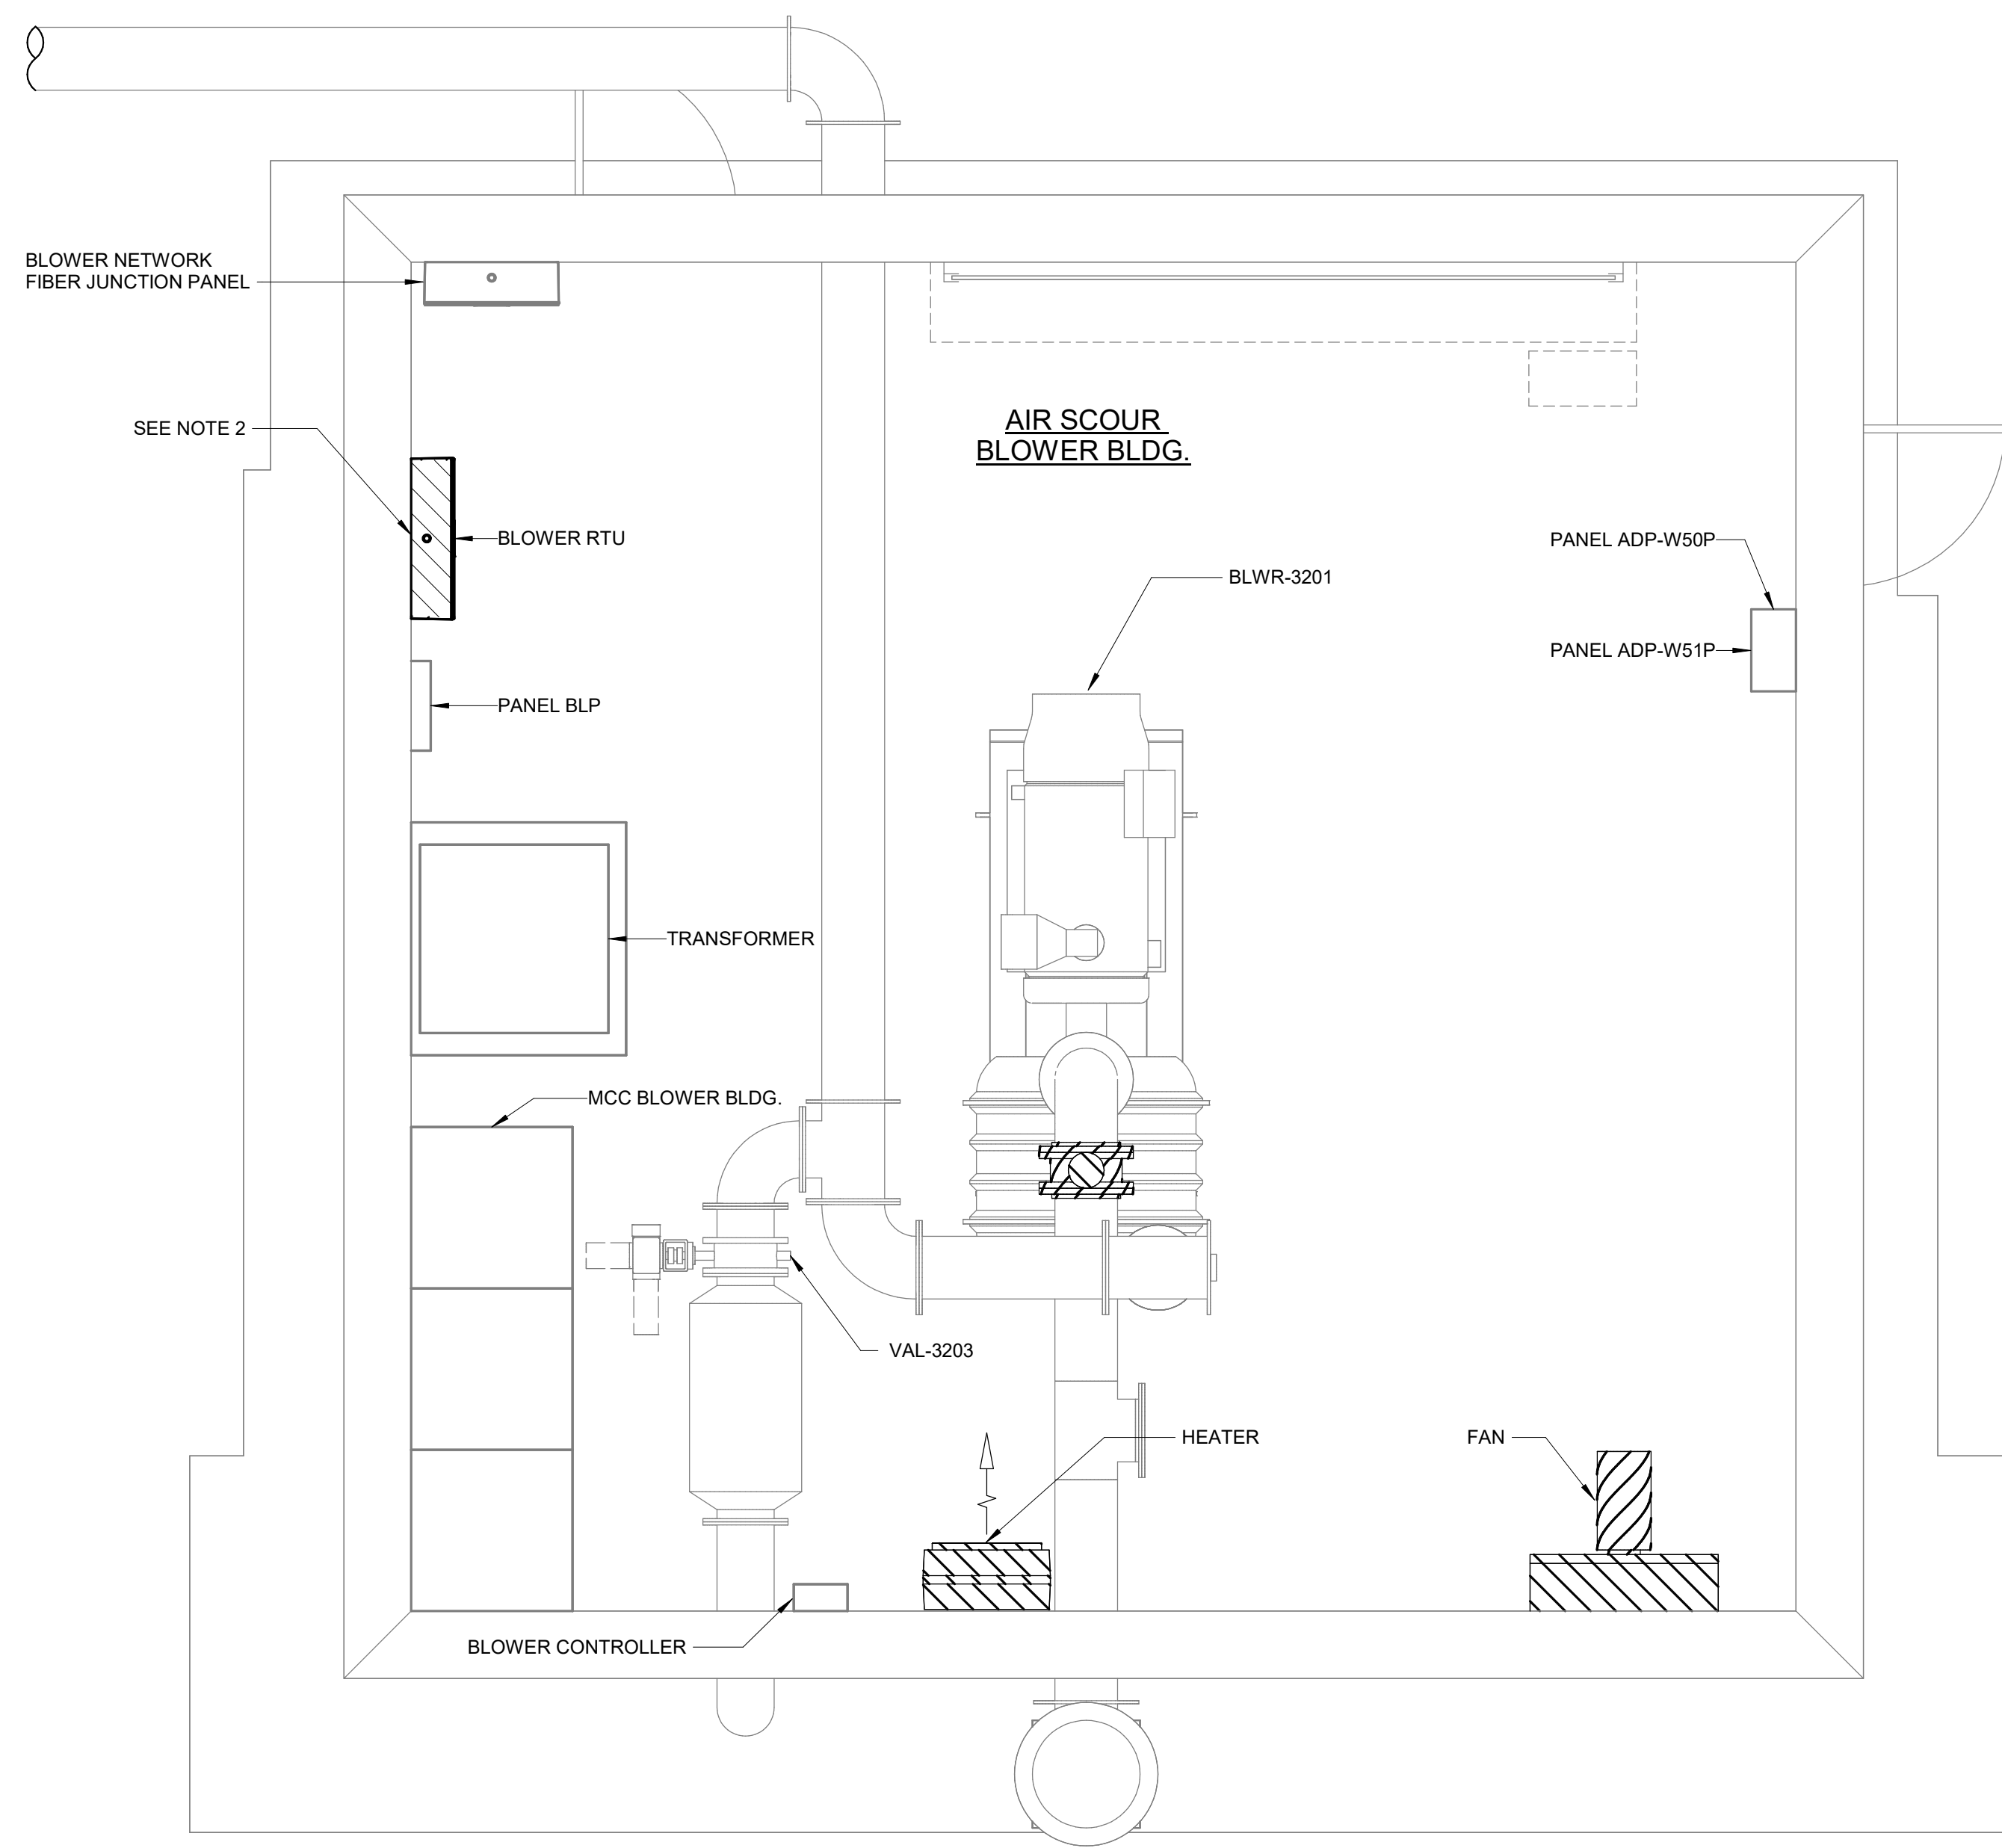 BLOWER NETWORK
FIBER JUNCTION PANEL
SEE NOTE 2
AIR SCOUR
BLOWER BLDG.
BLOWER RTU
PANEL ADP-W50P
BLWR-3201
PANEL ADP-W51P
PANEL BLP
TRANSFORMER
MCC BLOWER BLDG.
VAL-3203
HEATER
FAN
BLOWER CONTROLLER